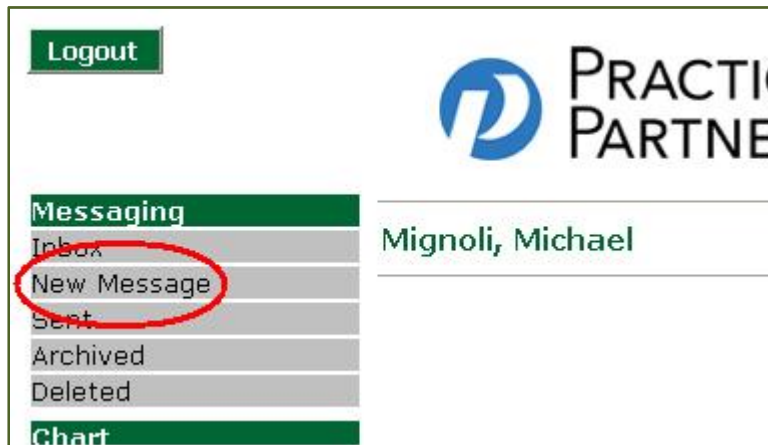 Logout
PRACTIC
PARTNE
Messaging
Inbox
New Message
Sent
Archived
Deleted
Chart
Mignoli, Michael